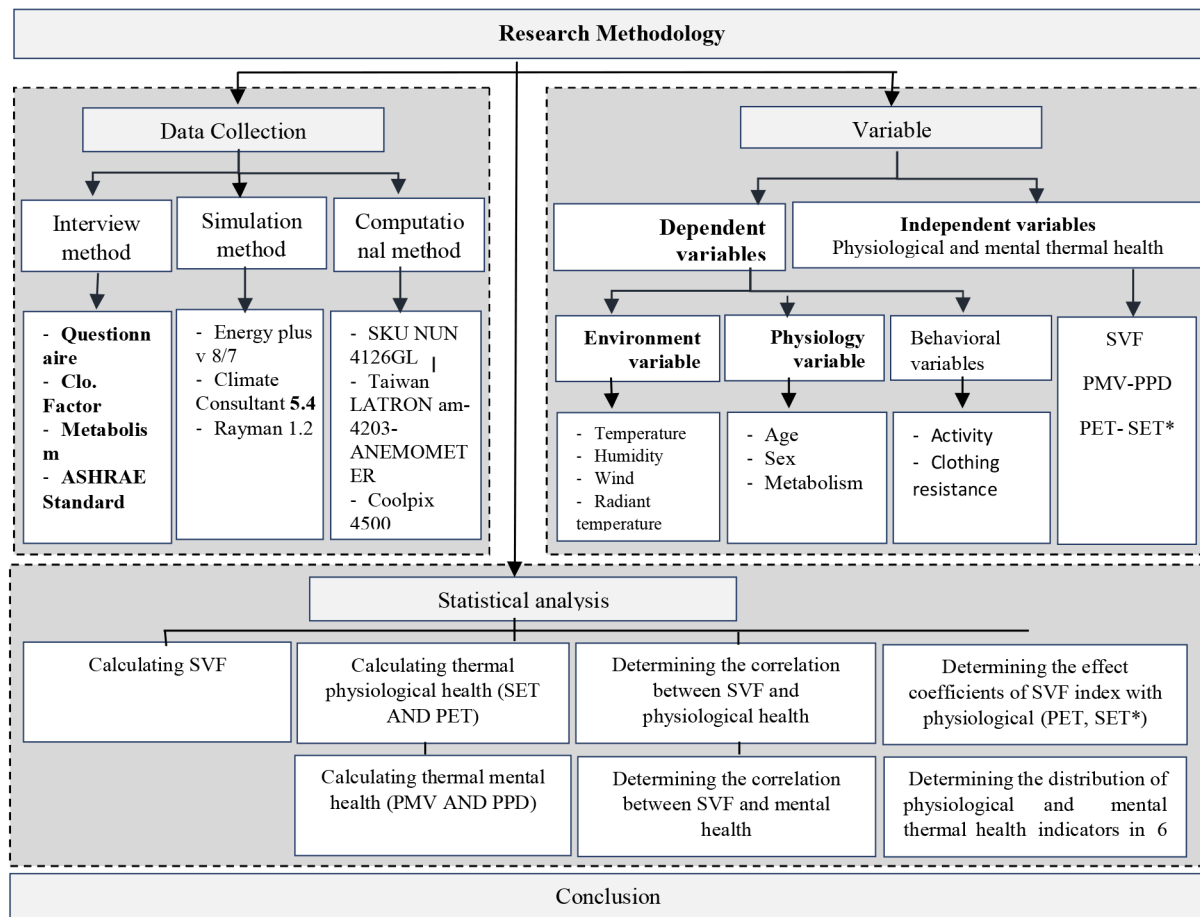 Research Methodology
Data Collection
Interview
method
Simulation
method
Computatio
nal method
- Questionn
aire
- Clo.
Factor
- Metabolis
m
- ASHRAE
Standard
- Energy plus
v 8/7
- Climate
Consultant 5.4
- Rayman 1.2
- SKU NUN
4126GL
- Taiwan
LATRON am-
4203-
ANEMOMET
ER
- Coolpix
4500
Variable
Dependent
variables
Independent variables
Physiological and mental thermal health
Environment
variable
Physiology
variable
Behavioral
variables
- Temperature
- Humidity
- Wind
- Radiant
temperature
- Age
- Sex
- Metabolism
- Activity
- Clothing
resistance
SVF
PMV-PPD
PET- SET*
Statistical analysis
Calculating SVF
Calculating thermal
physiological health (SET
AND PET)
Determining the correlation
between SVF and
physiological health
Determining the effect
coefficients of SVF index with
physiological (PET, SET*)
Calculating thermal mental
health (PMV AND PPD)
Determining the correlation
between SVF and mental
health
Determining the distribution of
physiological and mental
thermal health indicators in 6
Conclusion